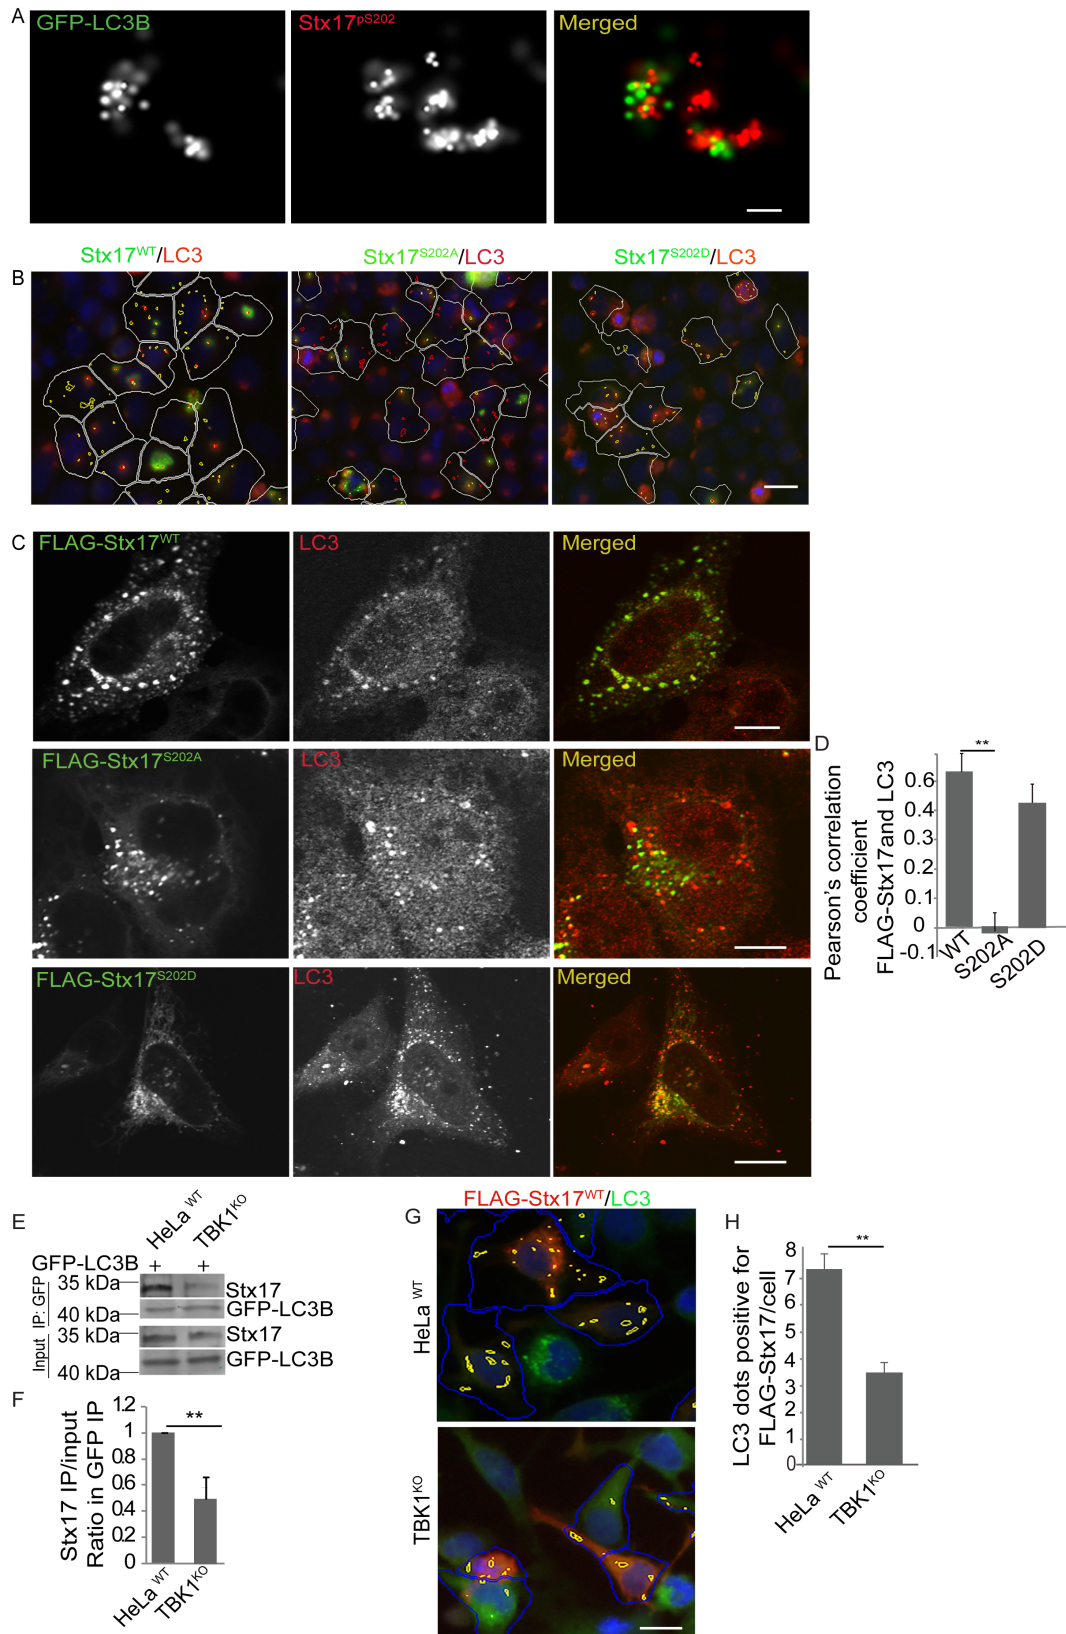 A
GFP-LC3B
Stx17pS202
Merged
B
Stx17WT/LC3
Stx17S202A/LC3
Stx17S202D/LC3
C
FLAG-Stx17WT
LC3
Merged
FLAG-Stx17S202A
LC3
Merged
FLAG-Stx17S202D
LC3
Merged
D
Pearson's correlation
coefficient
FLAG-Stx17and LC3
0.6
0.4
0.3
0.2
0.1
0
-0.1
**
WT
S202A
S202D
E
HeLa WT
TBK1KO
GFP-LC3B + +
IP: GFP
35 kDa
Stx17
40 kDa
GFP-LC3B
Input
35 kDa
Stx17
40 kDa
GFP-LC3B
F
Stx17 IP/input
Ratio in GFP IP
1.2
1
0.8
0.6
0.4
02
0
**
HeLa WT
TBK1KO
G
FLAG-Stx17WT/LC3
HeLa WT
TBK1KO
H
LC3 dots positive for
FLAG-Stx17/cell
8
7
6
5
4
3
2
1
0
**
HeLa WT
TBK1KO